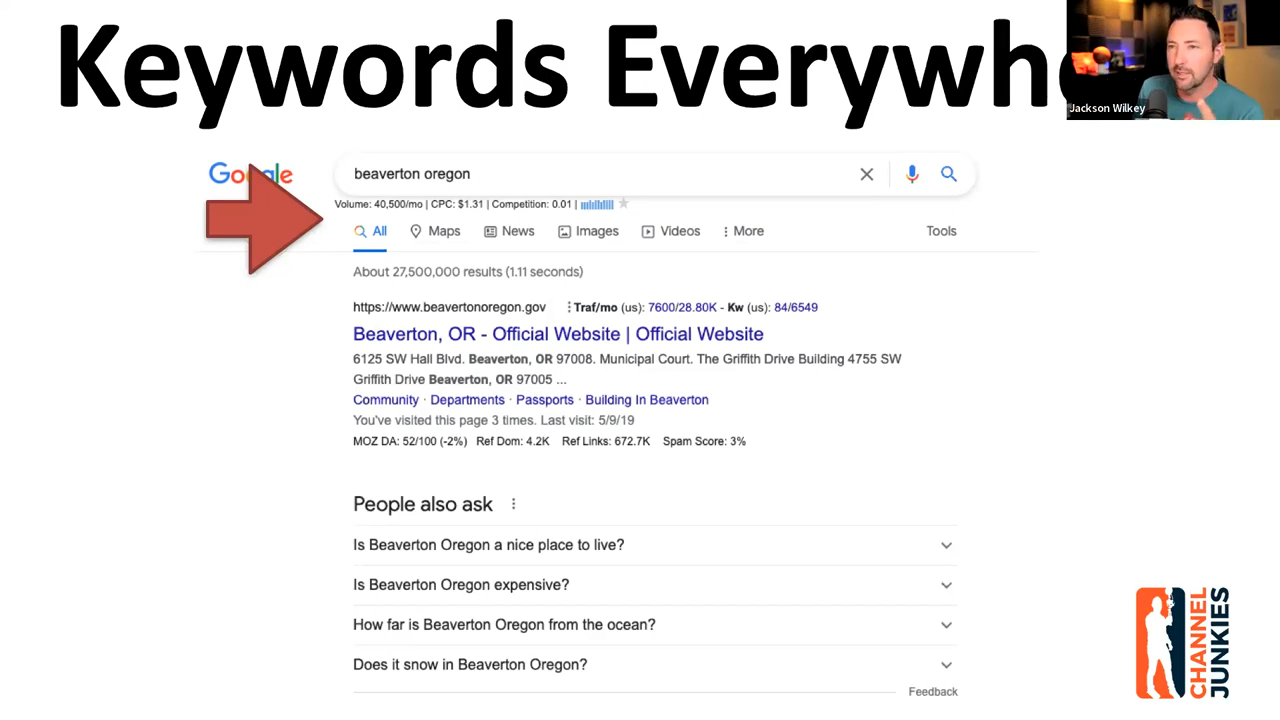 Keywords Everywhe
Jackson Wilkey
Google
beaverton oregon
Volume: 40,500/mo | CPC: $1.31 | Competition: 0.01 |
All Maps News Images Videos More Tools
About 27,500,000 results (1.11 seconds)
https://www.beavertonoregon.gov Traf/mo (us): 7600/28.80K - Kw (us): 84/6549
Beaverton, OR - Official Website | Official Website
6125 SW Hall Blvd. Beaverton, OR 97008. Municipal Court. The Griffith Drive Building 4755 SW
Griffith Drive Beaverton, OR 97005 ...
Community · Departments · Passports · Building In Beaverton
You've visited this page 3 times. Last visit: 5/9/19
MOZ DA: 52/100 (-2%) Ref Dom: 4.2K Ref Links: 672.7K Spam Score: 3%
People also ask
Is Beaverton Oregon a nice place to live?
Is Beaverton Oregon expensive?
How far is Beaverton Oregon from the ocean?
Does it snow in Beaverton Oregon?
Feedback
CHANNEL
JUNKIES